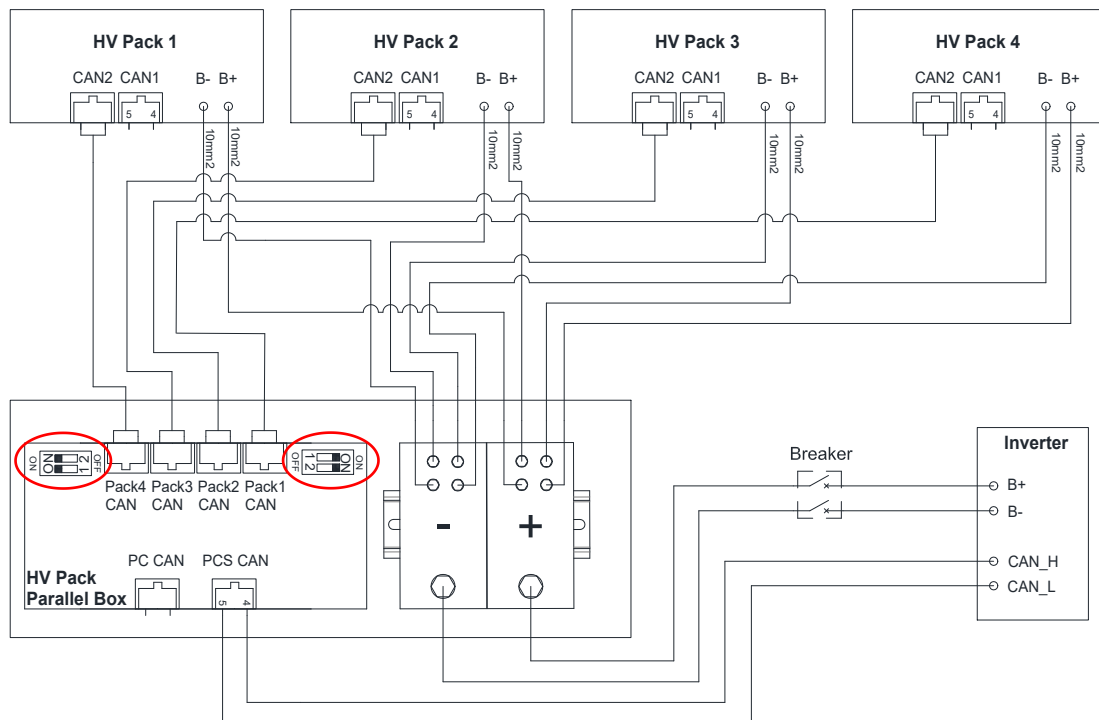 HV Pack 1
CAN2 CAN1 B- B+
5 4
10mm2 10mm2
HV Pack 2
CAN2 CAN1 B- B+
5 4
10mm2 10mm2
HV Pack 3
CAN2 CAN1 B- B+
5 4
10mm2 10mm2
HV Pack 4
CAN2 CAN1 B- B+
5 4
10mm2 10mm2
ON
ON
1 2
OFF
Pack4 CAN
Pack3 CAN
Pack2 CAN
Pack1 CAN
OFF
1 2
ON
ON
PC CAN
PCS CAN
5 4
HV Pack
Parallel Box
-
+
Breaker
Inverter
B+
B-
CAN_H
CAN_L